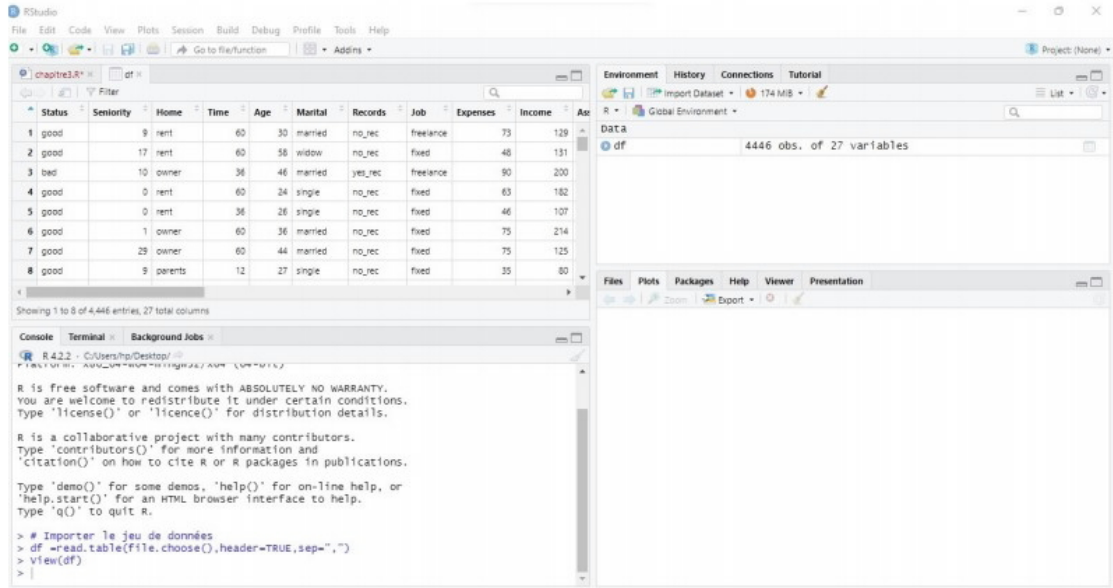 RStudio
File Edit Code View Plots Session Build Debug Profile Tools Help
Go to file/function Addins
Project: (None)
chapitre3.R* df
Filter
Status Seniority Home Time Age Marital Records Job Expenses Income
1 good 9 rent 60 30 married no_rec freelance 73 129
2 good 17 rent 60 58 widow no_rec fixed 48 131
3 bad 10 owner 36 46 married yes_rec freelance 90 200
4 good 0 rent 60 24 single no_rec fixed 63 182
5 good 0 rent 36 26 single no_rec fixed 46 107
6 good 1 owner 60 36 married no_rec fixed 75 214
7 good 29 owner 60 44 married no_rec fixed 75 125
8 good 9 parents 12 27 single no_rec fixed 35 80
Showing 1 to 8 of 4,446 entries, 27 total columns
Console Terminal Background Jobs
R 4.2.2 · C:/Users/hp/Desktop/
R is free software and comes with ABSOLUTELY NO WARRANTY.
You are welcome to redistribute it under certain conditions.
Type 'license()' or 'licence()' for distribution details.
R is a collaborative project with many contributors.
Type 'contributors()' for more information and
'citation()' on how to cite R or R packages in publications.
Type 'demo()' for some demos, 'help()' for on-line help, or
'help.start()' for an HTML browser interface to help.
Type 'q()' to quit R.
> # Importer le jeu de données
> df =read.table(file.choose(),header=TRUE,sep=",")
> View(df)
>
Environment History Connections Tutorial
Import Dataset 174 MiB List
R Global Environment
Data
df 4446 obs. of 27 variables
Files Plots Packages Help Viewer Presentation
Zoom Export